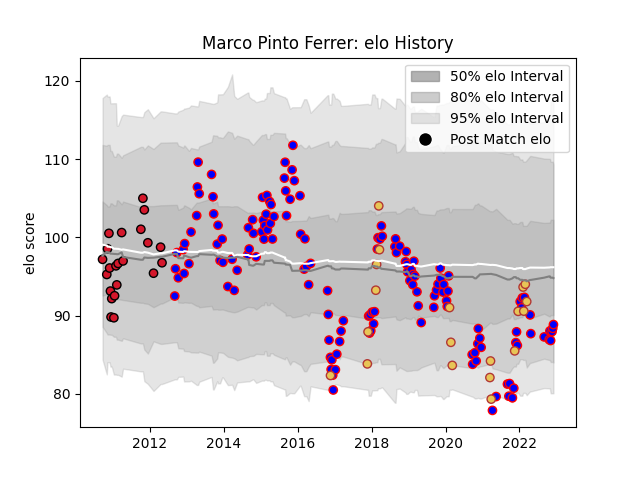 Marco Pinto Ferrer: elo History
50% elo Interval
80% elo Interval
95% elo Interval
Post Match elo
elo score
120
110
100
90
80
2012
2014
2016
2018
2020
2022